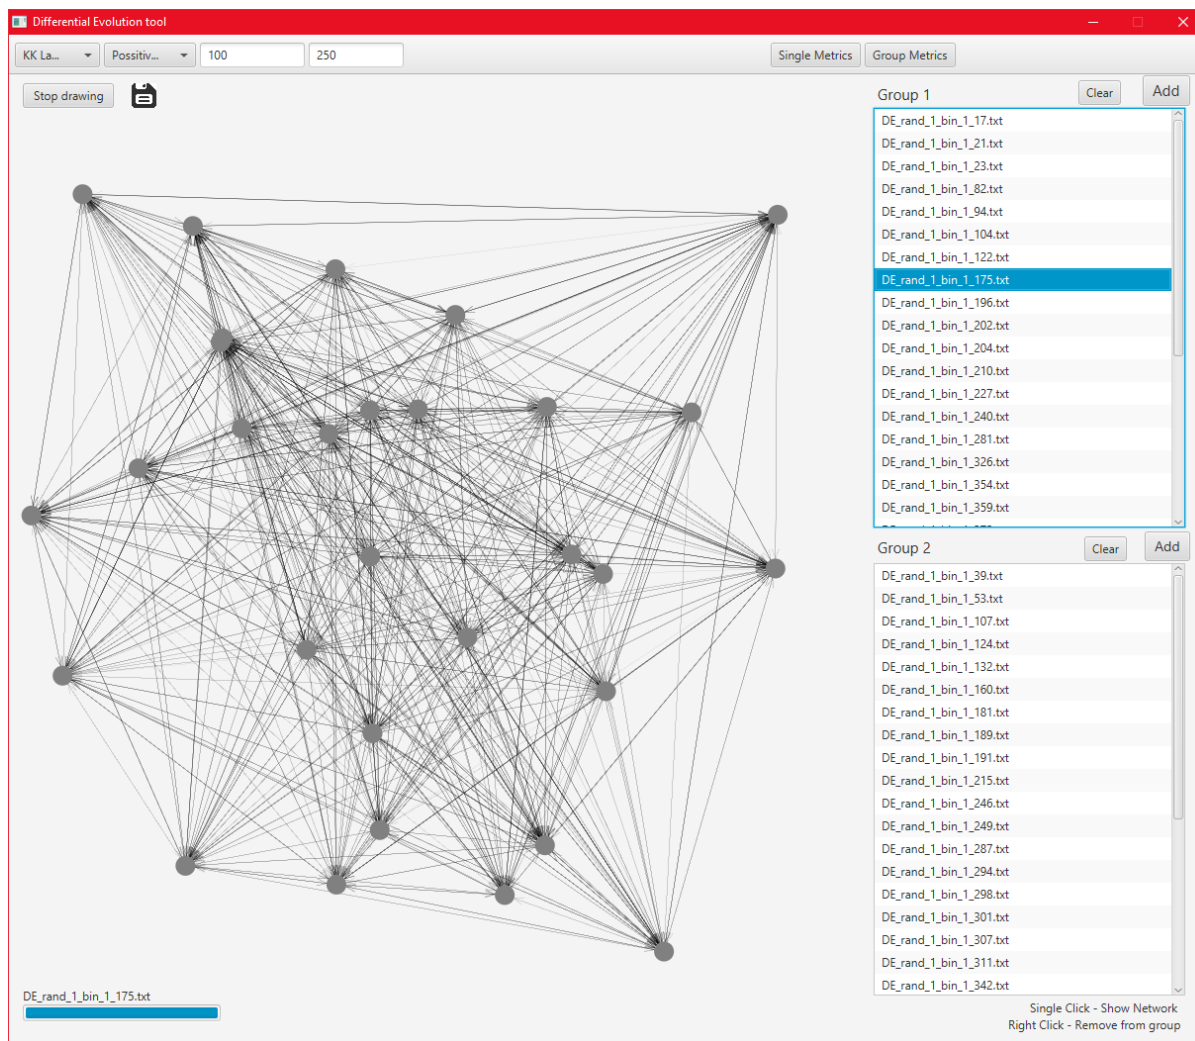 Differential Evolution tool
KK La... Possitiv... 100 250 Single Metrics Group Metrics
Stop drawing
Group 1 Clear Add
DE_rand_1_bin_1_17.txt
DE_rand_1_bin_1_21.txt
DE_rand_1_bin_1_23.txt
DE_rand_1_bin_1_82.txt
DE_rand_1_bin_1_94.txt
DE_rand_1_bin_1_104.txt
DE_rand_1_bin_1_122.txt
DE_rand_1_bin_1_175.txt
DE_rand_1_bin_1_196.txt
DE_rand_1_bin_1_202.txt
DE_rand_1_bin_1_204.txt
DE_rand_1_bin_1_210.txt
DE_rand_1_bin_1_227.txt
DE_rand_1_bin_1_240.txt
DE_rand_1_bin_1_281.txt
DE_rand_1_bin_1_326.txt
DE_rand_1_bin_1_354.txt
DE_rand_1_bin_1_359.txt
Group 2 Clear Add
DE_rand_1_bin_1_39.txt
DE_rand_1_bin_1_53.txt
DE_rand_1_bin_1_107.txt
DE_rand_1_bin_1_124.txt
DE_rand_1_bin_1_132.txt
DE_rand_1_bin_1_160.txt
DE_rand_1_bin_1_181.txt
DE_rand_1_bin_1_189.txt
DE_rand_1_bin_1_191.txt
DE_rand_1_bin_1_215.txt
DE_rand_1_bin_1_246.txt
DE_rand_1_bin_1_249.txt
DE_rand_1_bin_1_287.txt
DE_rand_1_bin_1_294.txt
DE_rand_1_bin_1_298.txt
DE_rand_1_bin_1_301.txt
DE_rand_1_bin_1_307.txt
DE_rand_1_bin_1_311.txt
DE_rand_1_bin_1_342.txt
DE_rand_1_bin_1_175.txt
Single Click - Show Network
Right Click - Remove from group